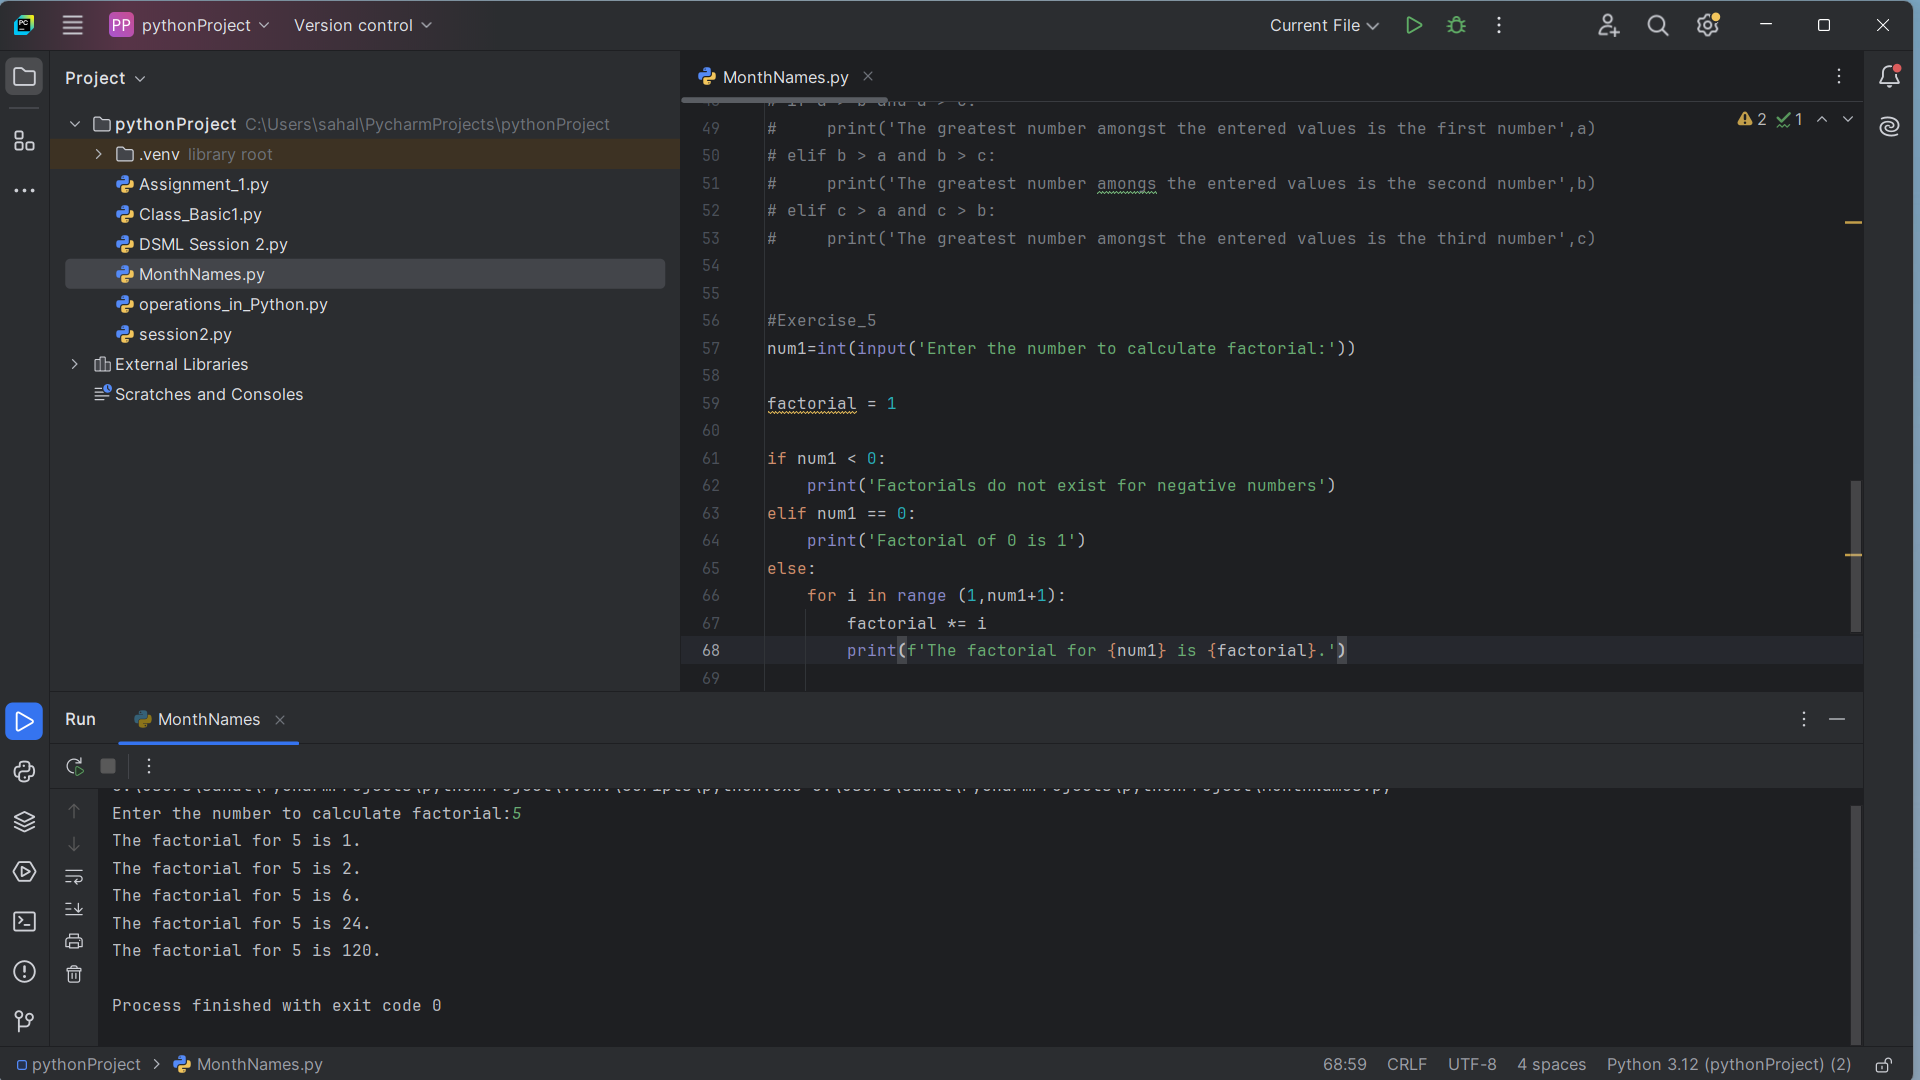 PP pythonProject
Version control
Current File
Project
pythonProject C:\Users\sahal\PycharmProjects\pythonProject
.venv library root
Assignment_1.py
Class_Basic1.py
DSML Session 2.py
MonthNames.py
operations_in_Python.py
session2.py
External Libraries
Scratches and Consoles
MonthNames.py
2 1
49 #     print('The greatest number amongst the entered values is the first number',a)
50 # elif b > a and b > c:
51 #     print('The greatest number amongs the entered values is the second number',b)
52 # elif c > a and c > b:
53 #     print('The greatest number amongst the entered values is the third number',c)
54
55
56 #Exercise_5
57 num1=int(input('Enter the number to calculate factorial:'))
58
59 factorial = 1
60
61 if num1 < 0:
62     print('Factorials do not exist for negative numbers')
63 elif num1 == 0:
64     print('Factorial of 0 is 1')
65 else:
66     for i in range (1,num1+1):
67         factorial *= i
68         print(f'The factorial for {num1} is {factorial}.')
69
Run MonthNames
Enter the number to calculate factorial:5
The factorial for 5 is 1.
The factorial for 5 is 2.
The factorial for 5 is 6.
The factorial for 5 is 24.
The factorial for 5 is 120.
Process finished with exit code 0
pythonProject > MonthNames.py
68:59 CRLF UTF-8 4 spaces Python 3.12 (pythonProject) (2)